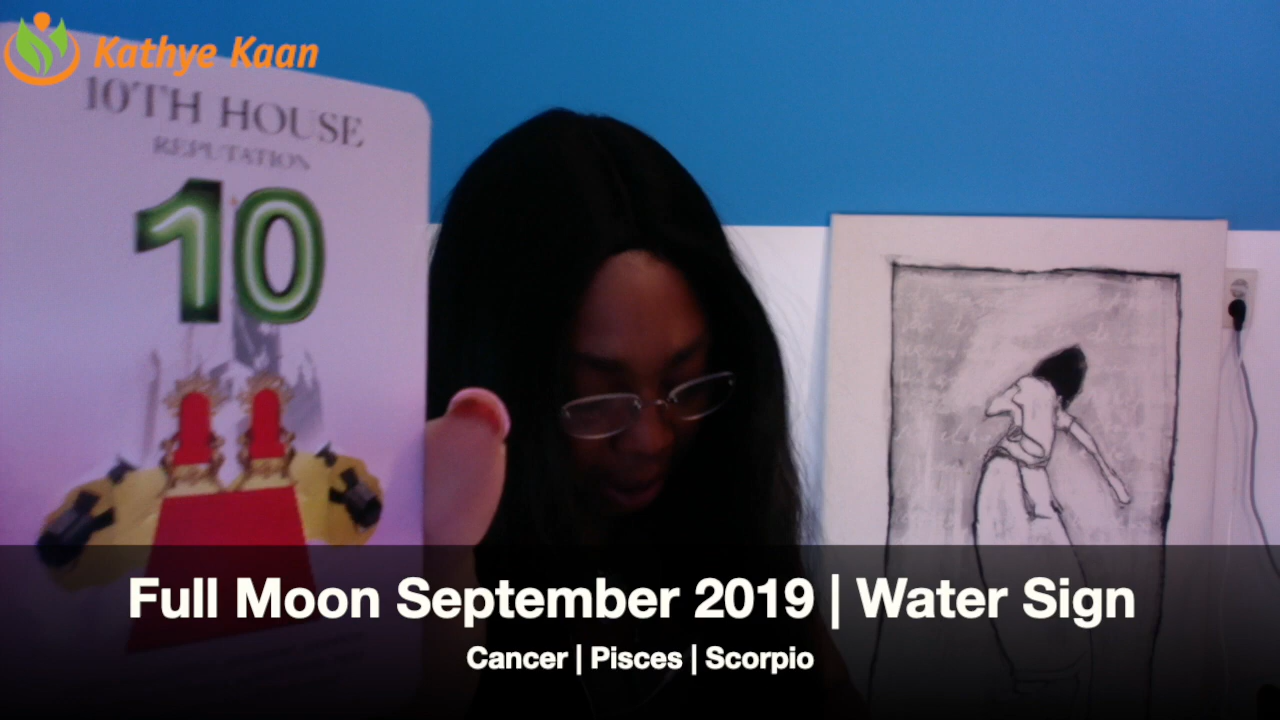 Kathye Kaan
10TH HOUSE
REPUTATION
10
Full Moon September 2019 | Water Sign
Cancer | Pisces | Scorpio